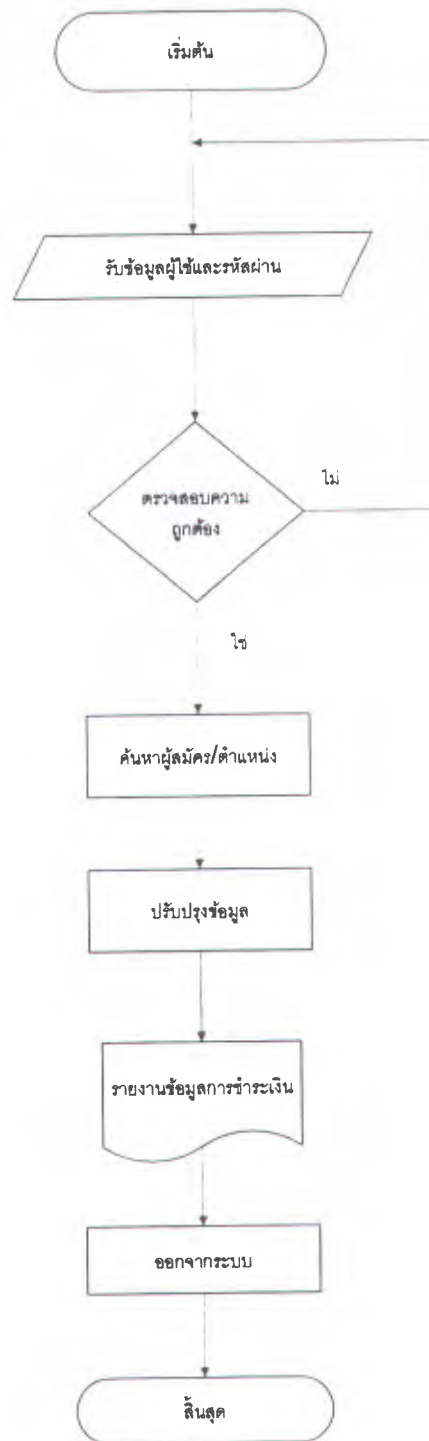 เริ่มต้น
รับข้อมูลผู้ใช้และรหัสผ่าน
ตรวจสอบความ
ถูกต้อง
ไม่
ใช่
ค้นหาผู้สมัคร/ตำแหน่ง
ปรับปรุงข้อมูล
รายงานข้อมูลการชำระเงิน
ออกจากระบบ
สิ้นสุด